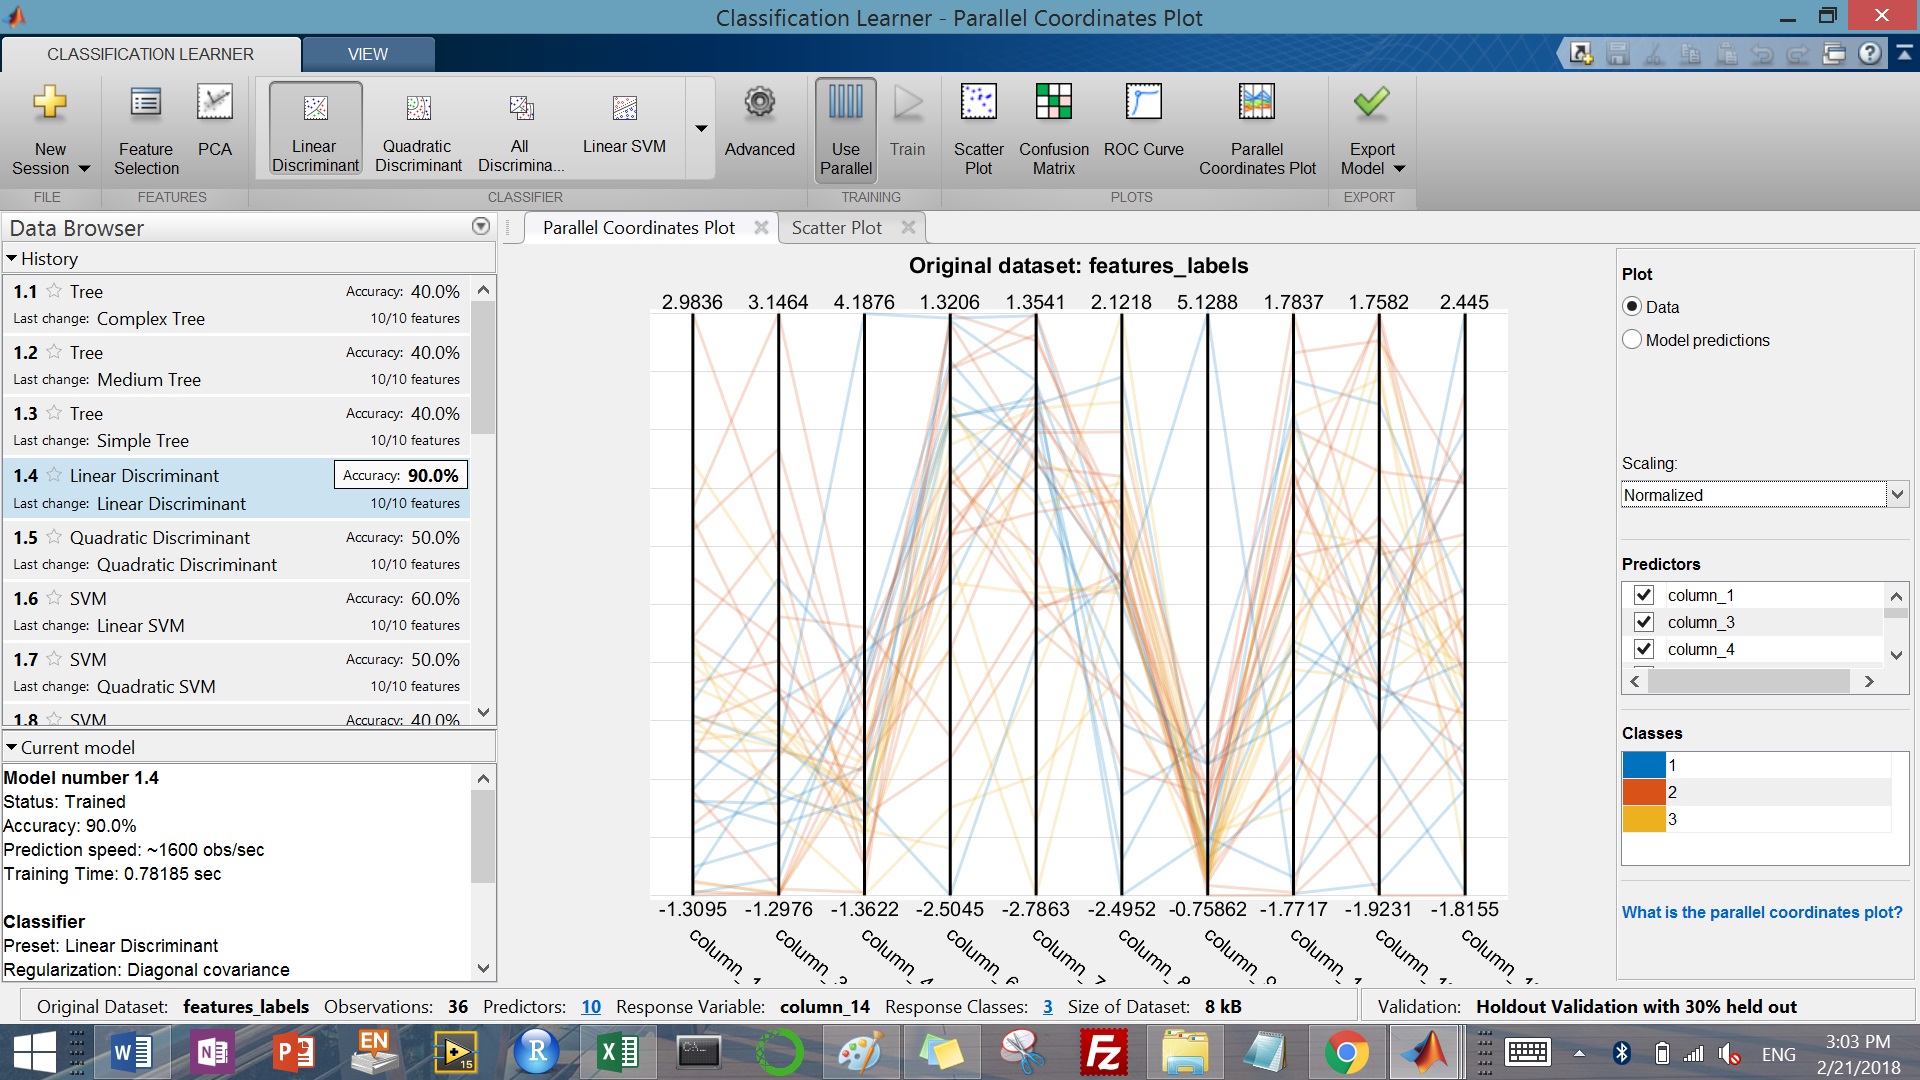 Classification Learner - Parallel Coordinates Plot
CLASSIFICATION LEARNER
VIEW
New Session
Feature Selection
PCA
Linear Discriminant
Quadratic Discriminant
All Discrimina...
Linear SVM
Advanced
Use Parallel
Train
Scatter Plot
Confusion Matrix
ROC Curve
Parallel Coordinates Plot
Export Model
FILE
FEATURES
CLASSIFIER
TRAINING
PLOTS
EXPORT
Data Browser
History
1.1 Tree Accuracy: 40.0%
Last change: Complex Tree 10/10 features
1.2 Tree Accuracy: 40.0%
Last change: Medium Tree 10/10 features
1.3 Tree Accuracy: 40.0%
Last change: Simple Tree 10/10 features
1.4 Linear Discriminant Accuracy: 90.0%
Last change: Linear Discriminant 10/10 features
1.5 Quadratic Discriminant Accuracy: 50.0%
Last change: Quadratic Discriminant 10/10 features
1.6 SVM Accuracy: 60.0%
Last change: Linear SVM 10/10 features
1.7 SVM Accuracy: 50.0%
Last change: Quadratic SVM 10/10 features
1.8 SVM Accuracy: 40.0%
Current model
Model number 1.4
Status: Trained
Accuracy: 90.0%
Prediction speed: ~1600 obs/sec
Training Time: 0.78185 sec
Classifier
Preset: Linear Discriminant
Regularization: Diagonal covariance
Parallel Coordinates Plot
Scatter Plot
Original dataset: features_labels
2.9836 3.1464 4.1876 1.3206 1.3541 2.1218 5.1288 1.7837 1.7582 2.445
-1.3095 -1.2976 -1.3622 -2.5045 -2.7863 -2.4952 -0.75862 -1.7717 -1.9231 -1.8155
column_1 column_3 column_4 column_6 column_7 column_8 column_9 column_1 column_1 column_1
Plot
Data
Model predictions
Scaling:
Normalized
Predictors
column_1
column_3
column_4
Classes
1
2
3
What is the parallel coordinates plot?
Original Dataset: features_labels Observations: 36 Predictors: 10 Response Variable: column_14 Response Classes: 3 Size of Dataset: 8 kB
Validation: Holdout Validation with 30% held out
EN
15
ENG
3:03 PM
2/21/2018